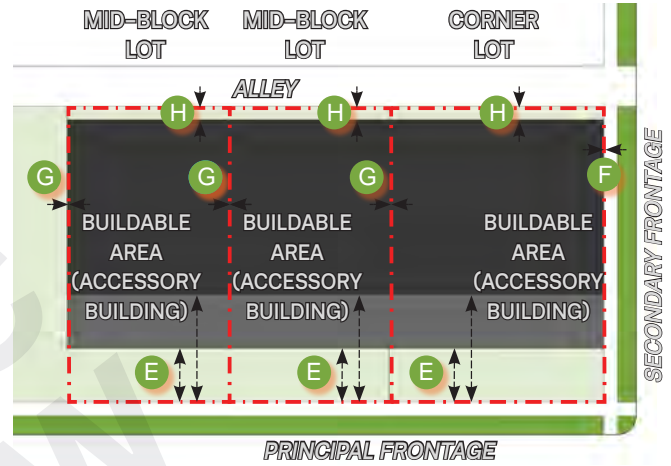 MID–BLOCK
LOT
MID–BLOCK
LOT
CORNER
LOT
ALLEY
H
H
H
G
G
G
F
BUILDABLE
AREA
(ACCESSORY
BUILDING)
BUILDABLE
AREA
(ACCESSORY
BUILDING)
BUILDABLE
AREA
(ACCESSORY
BUILDING)
SECONDARY FRONTAGE
E
E
E
PRINCIPAL FRONTAGE